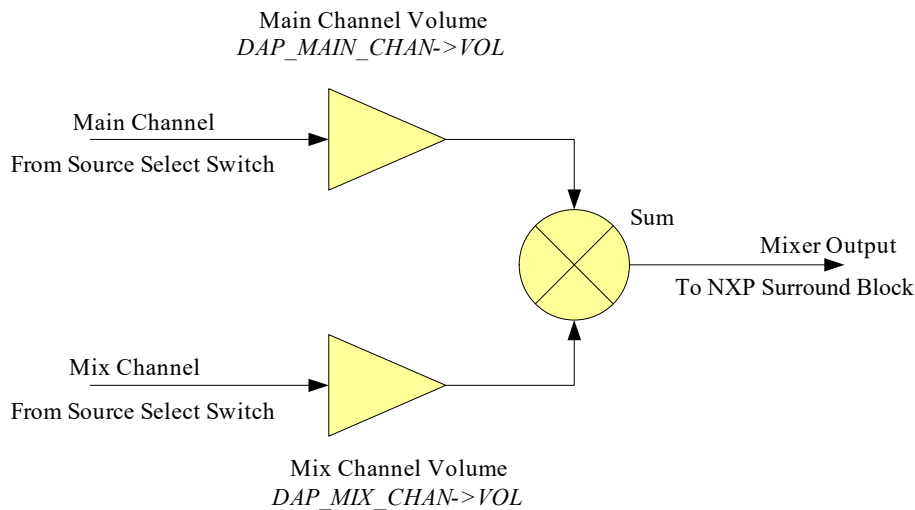 Main Channel Volume
DAP_MAIN_CHAN->VOL
Main Channel
From Source Select Switch
Sum
Mixer Output
To NXP Surround Block
Mix Channel
From Source Select Switch
Mix Channel Volume
DAP_MIX_CHAN->VOL